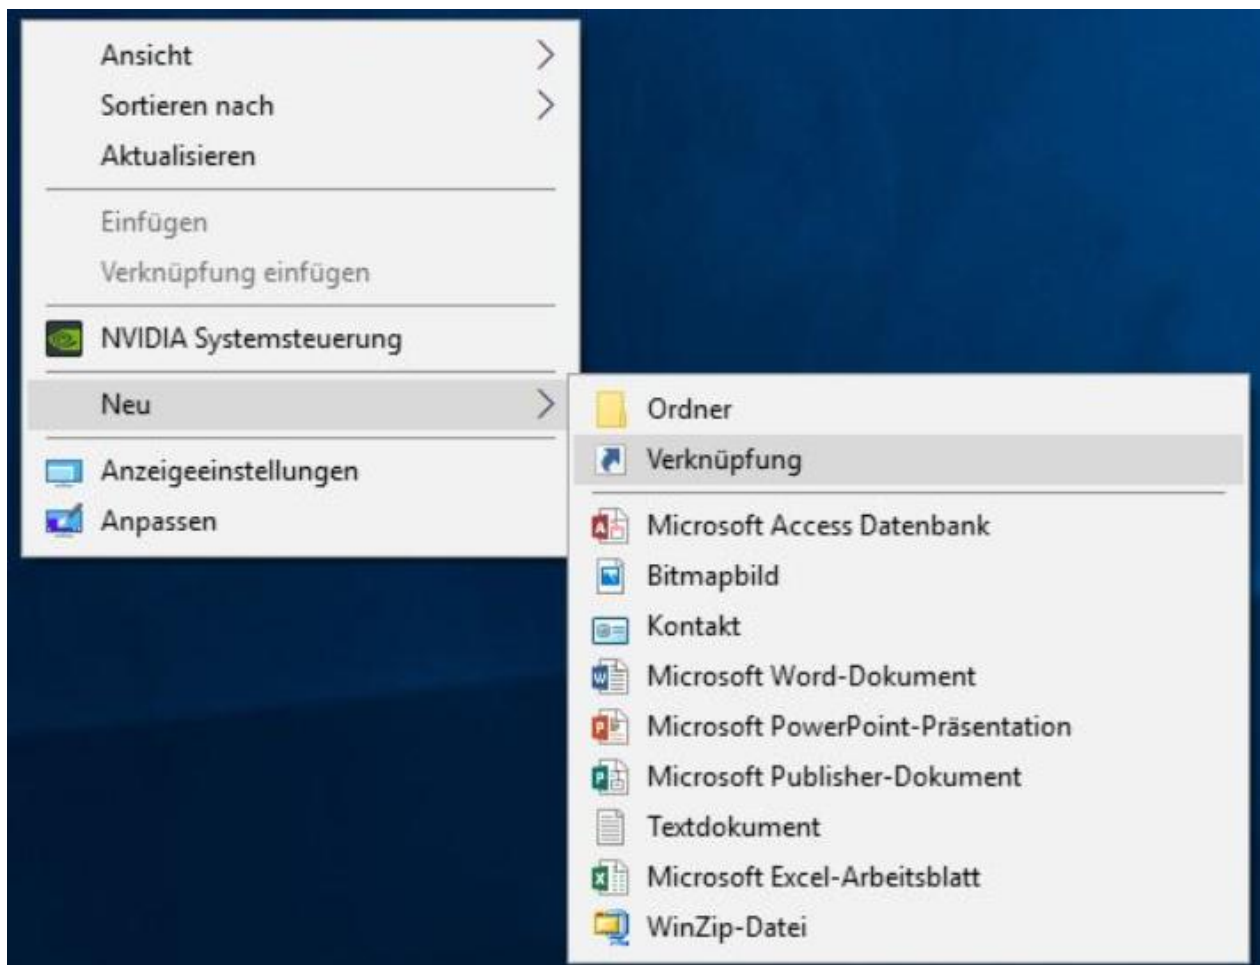 Ansicht
Sortieren nach
Aktualisieren
Einfügen
Verknüpfung einfügen
NVIDIA Systemsteuerung
Neu
Anzeigeeinstellungen
Anpassen
Ordner
Verknüpfung
Microsoft Access Datenbank
Bitmapbild
Kontakt
Microsoft Word-Dokument
Microsoft PowerPoint-Präsentation
Microsoft Publisher-Dokument
Textdokument
Microsoft Excel-Arbeitsblatt
WinZip-Datei